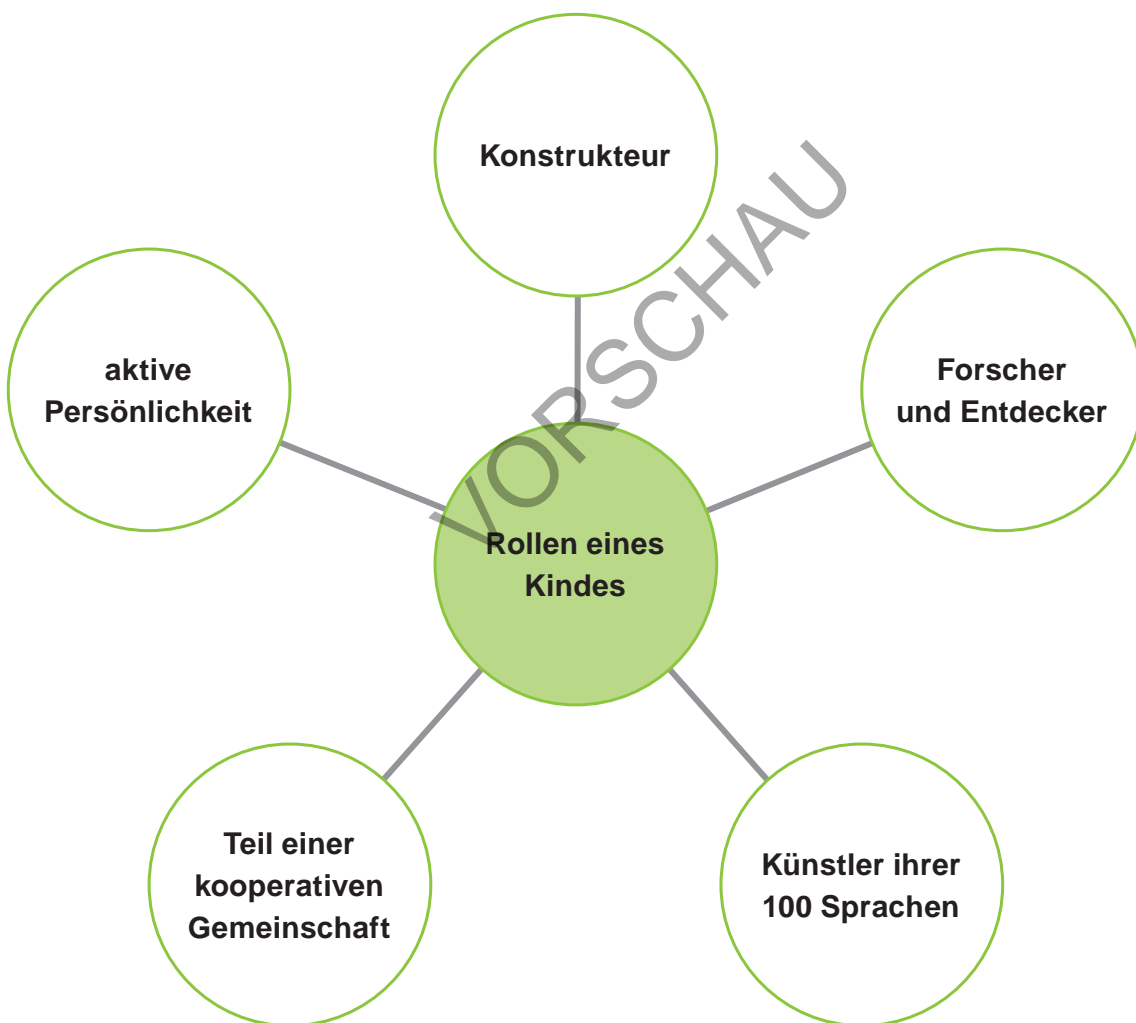 Konstrukteur
aktive
Persönlichkeit
Forscher
und Entdecker
VORSCHAU
Rollen eines
Kindes
Teil einer
kooperativen
Gemeinschaft
Künstler ihrer
100 Sprachen